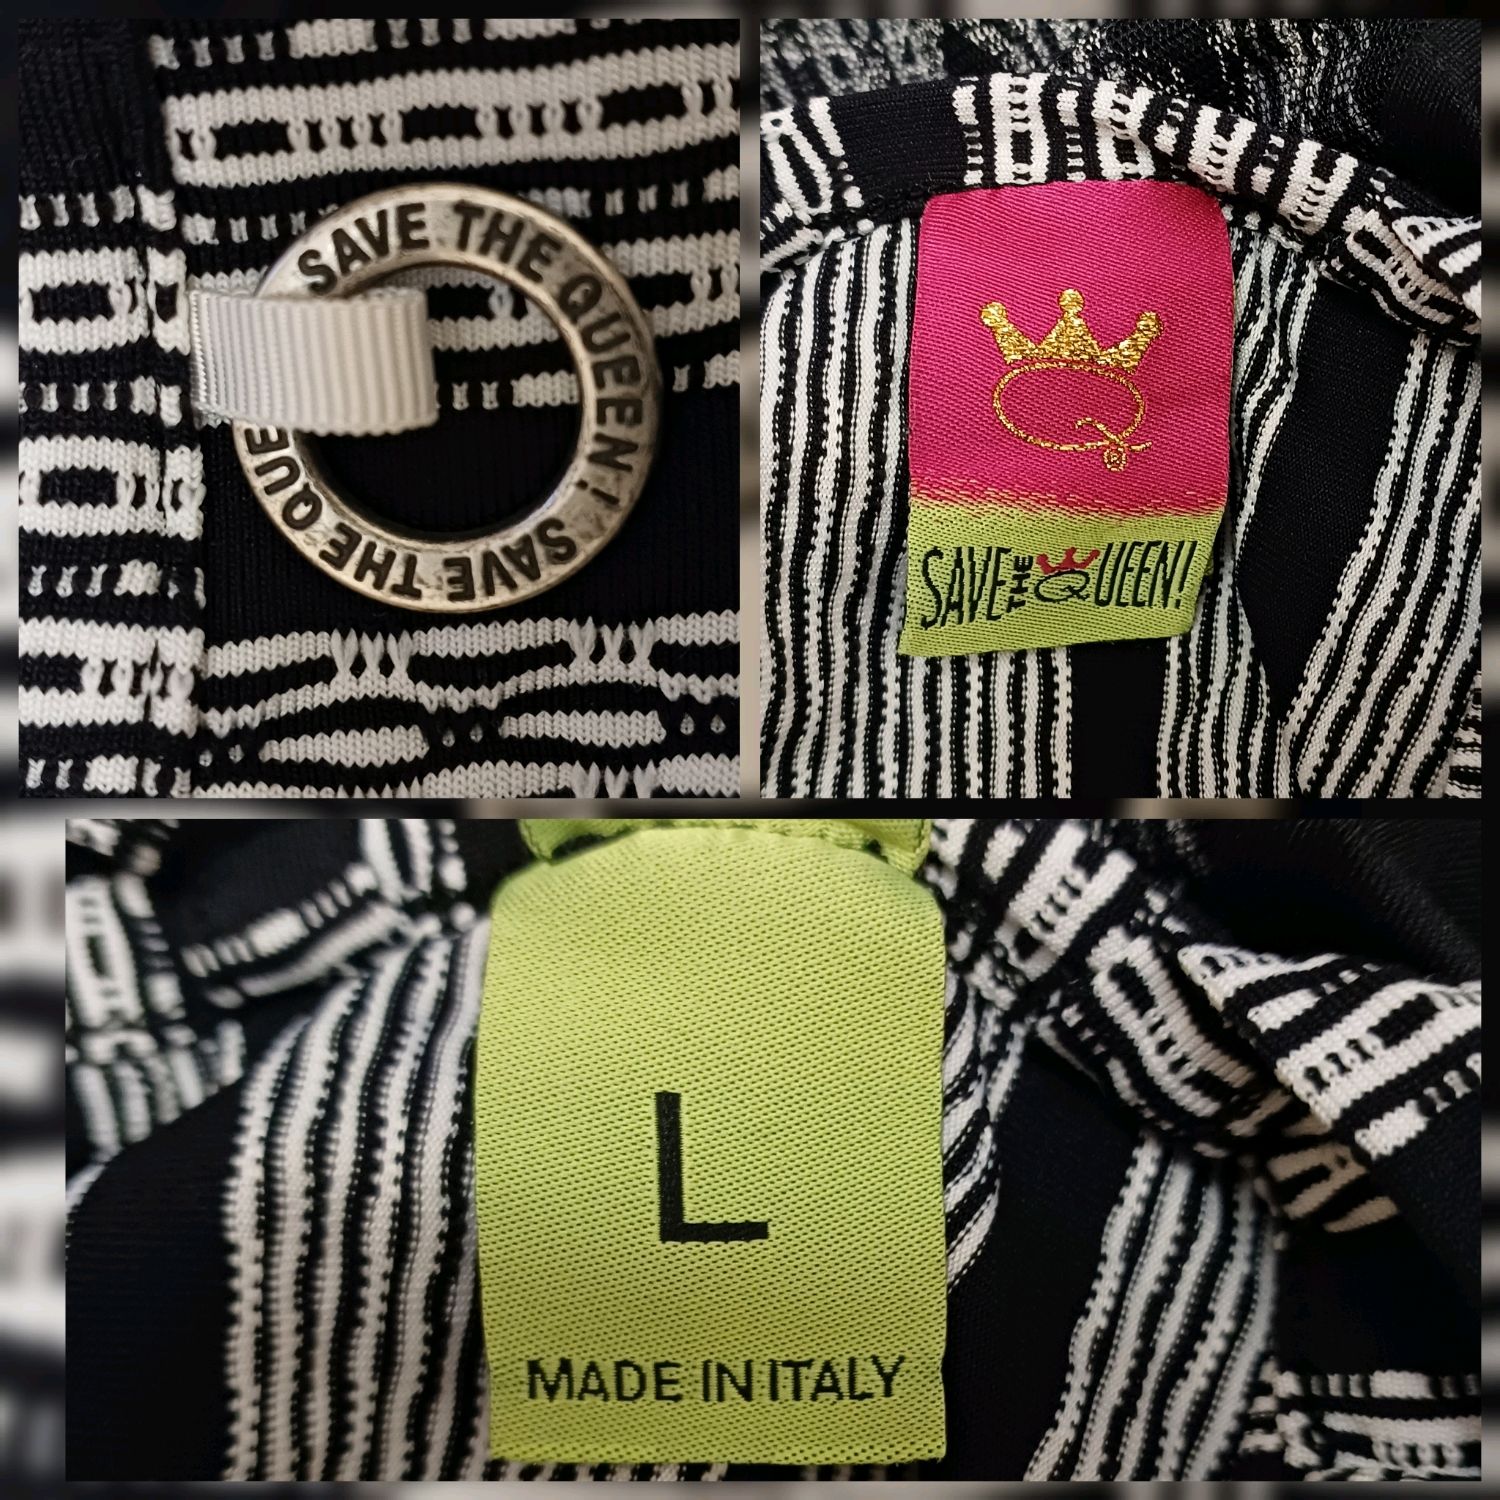 SAVE THE QUEEN! SAVE THE QUE
Q
SAVE THE QUEEN!
L
MADE IN ITALY